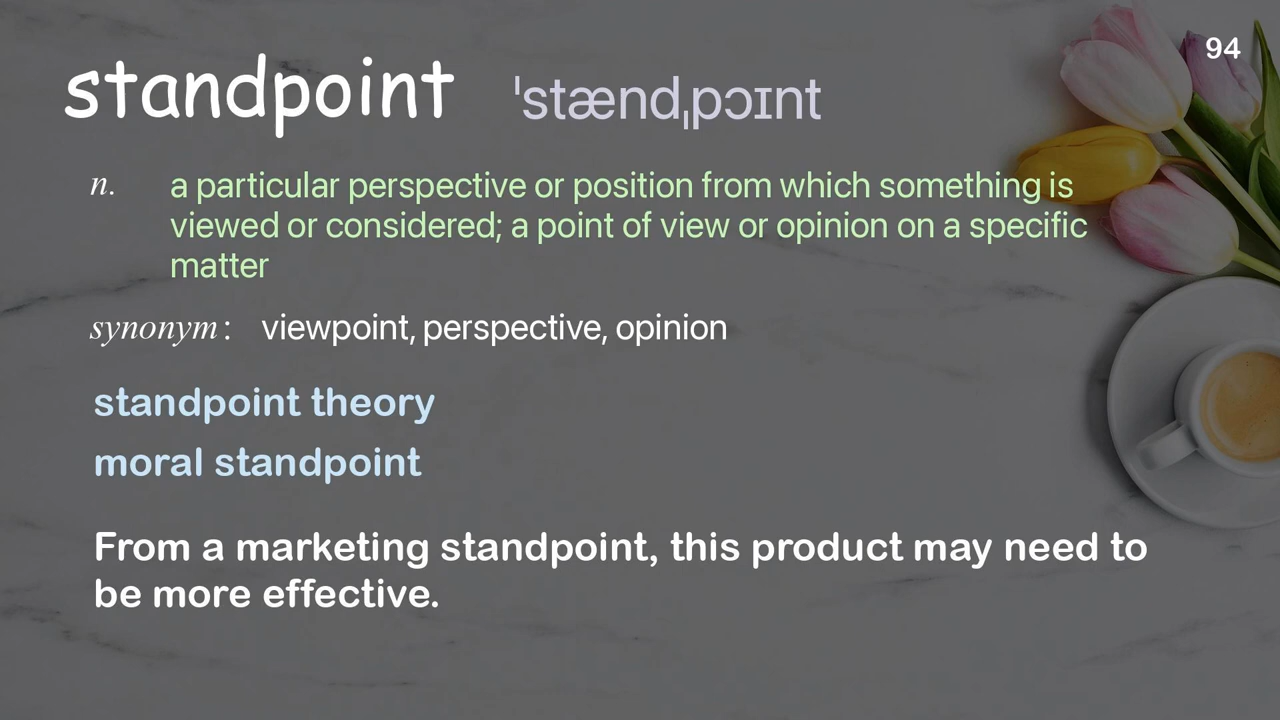 94
standpoint ˈstændˌpɔɪnt
n. a particular perspective or position from which something is
viewed or considered; a point of view or opinion on a specific
matter
synonym: viewpoint, perspective, opinion
standpoint theory
moral standpoint
From a marketing standpoint, this product may need to
be more effective.